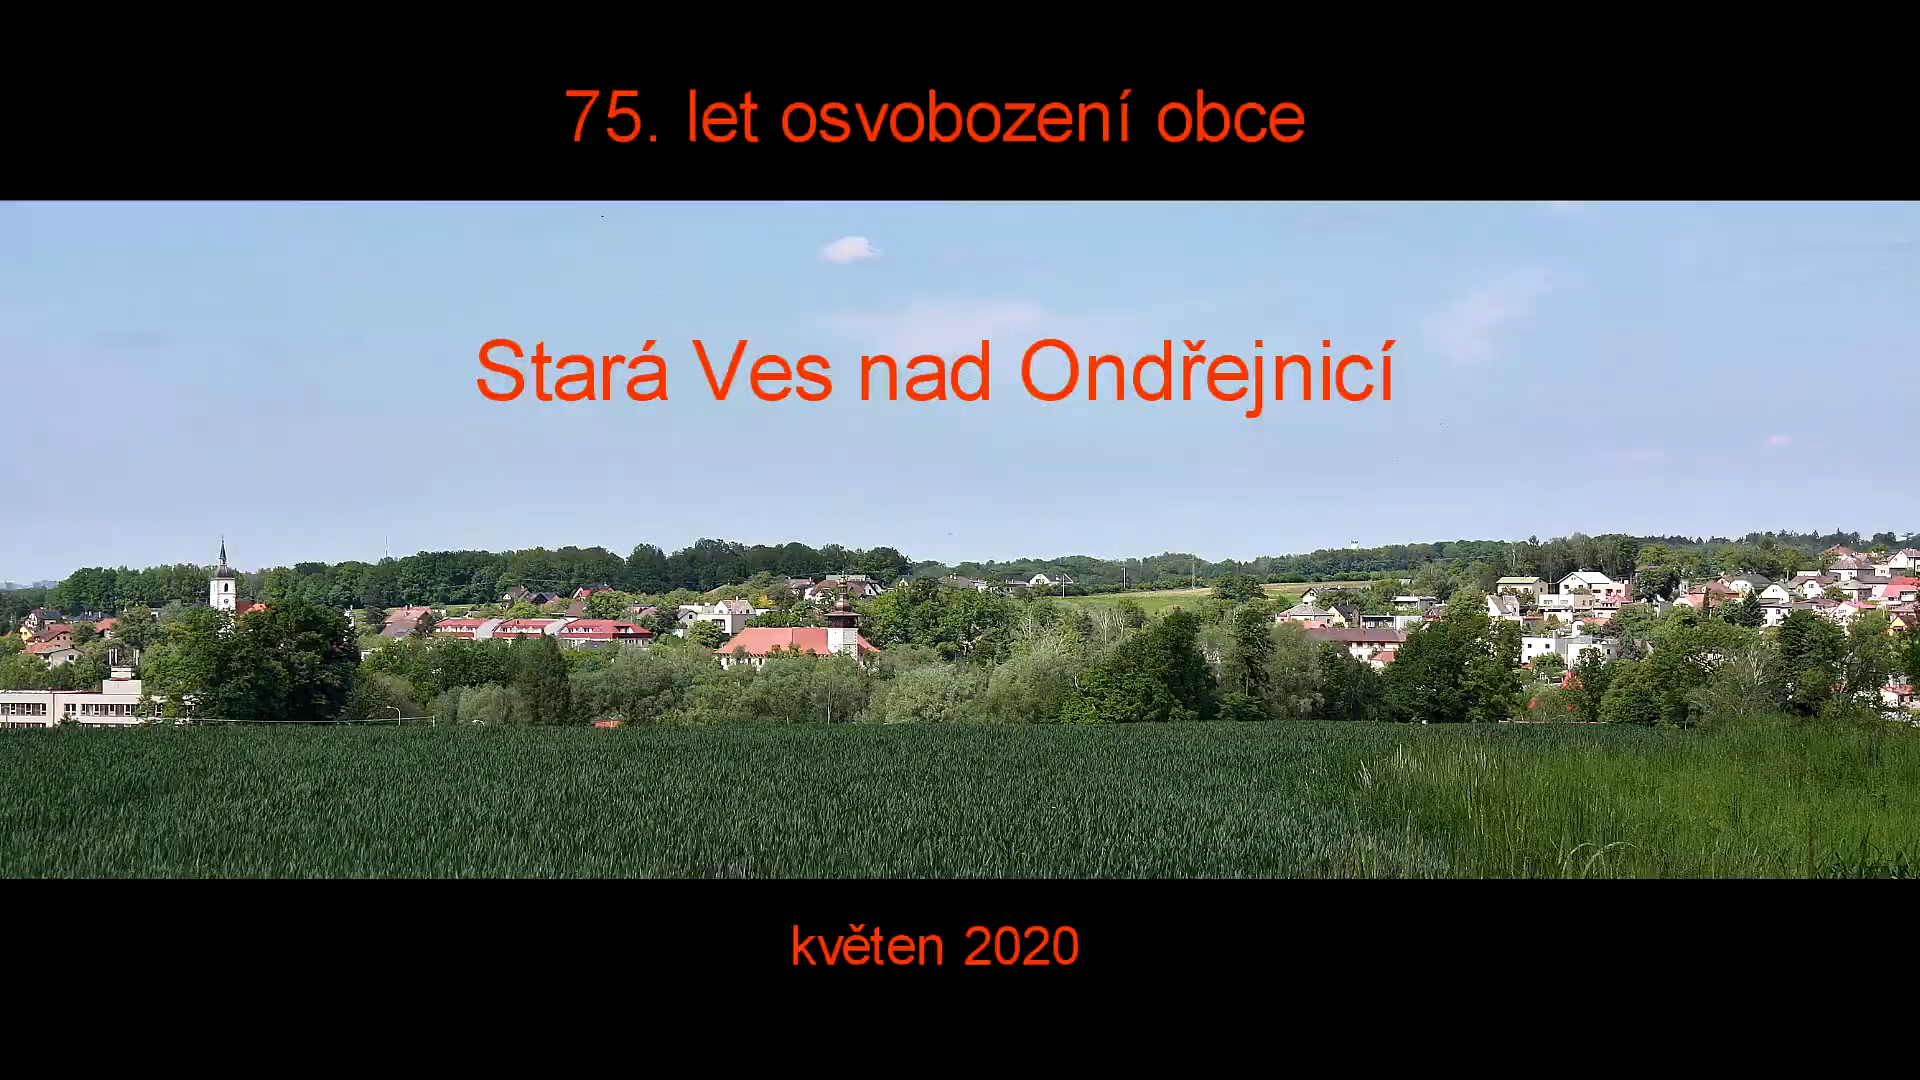 75. let osvobození obce
Stará Ves nad Ondřejnicí
květen 2020